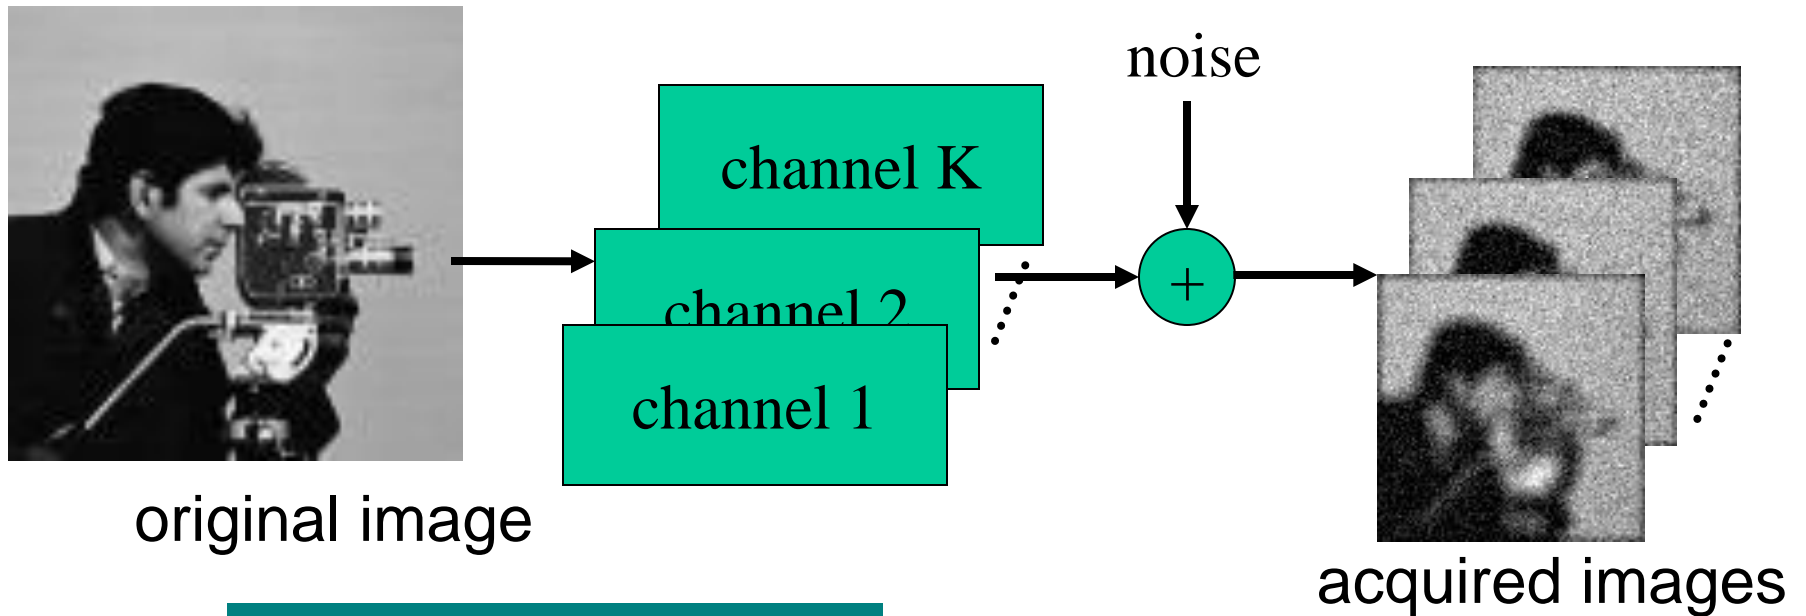 noise
channel K
channel 2
+
channel 1
original image
acquired images